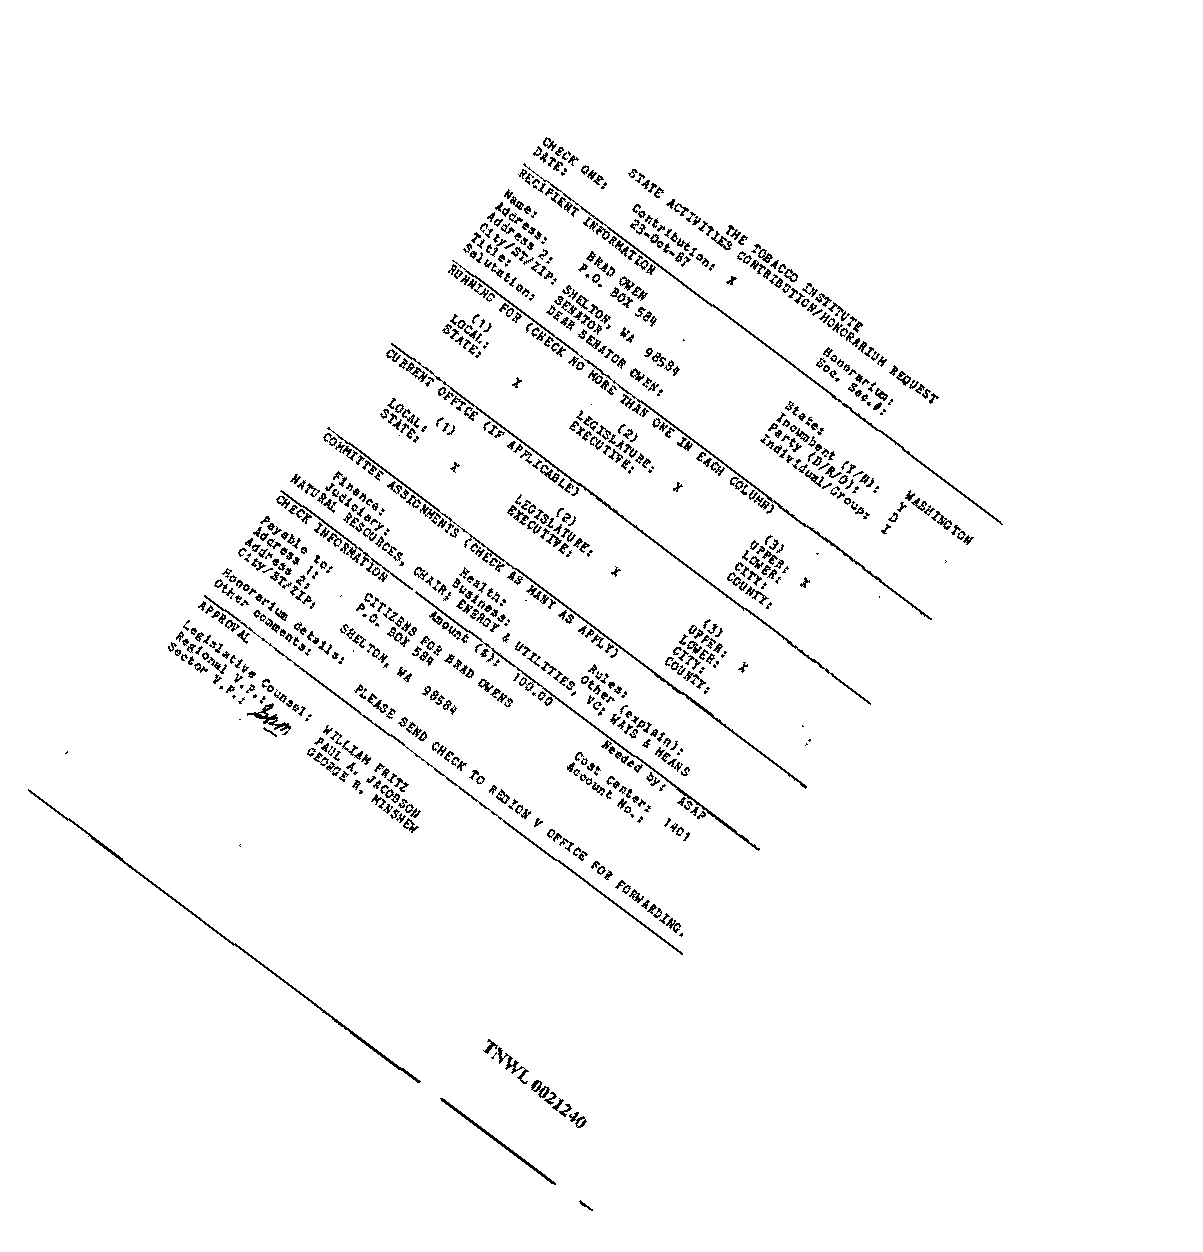 THE TOBACCO INSTITUTE
STATE ACTIVITIES CONTRIBUTION/HONORARIUM REQUEST
CHECK ONE: Contribution: X Honorarium:
DATE: 23-Oct-87 Soc. Sec.#:
RECIPIENT INFORMATION
Name: BRAD OWEN State: WASHINGTON
Address: P.O. BOX 584 Incumbent (Y/N): Y
Address 2: Party (D/R/O): D
City/ST/ZIP: SHELTON, WA 98584 Individual/Group: I
Title: SENATOR
Salutation: DEAR SENATOR OWEN:
RUNNING FOR (CHECK NO MORE THAN ONE IN EACH COLUMN)
(1) (2) (3)
LOCAL: LEGISLATURE: X UPPER: X
STATE: X EXECUTIVE: LOWER:
CITY:
COUNTY:
CURRENT OFFICE (IF APPLICABLE)
(1) (2) (3)
LOCAL: LEGISLATURE: X UPPER: X
STATE: X EXECUTIVE: LOWER:
CITY:
COUNTY:
COMMITTEE ASSIGNMENTS (CHECK AS MANY AS APPLY)
Finance: Health: Rules:
Judiciary: Business: Other (explain):
NATURAL RESOURCES, CHAIR; ENERGY & UTILITIES, VC; WAYS & MEANS
CHECK INFORMATION Amount ($): 100.00 Needed by: ASAP
Payable to: CITIZENS FOR BRAD OWENS Cost Center: 1401
Address 1: P.O. BOX 584 Account No.:
Address 2:
City/ST/ZIP: SHELTON, WA 98584
Honorarium details:
Other comments: PLEASE SEND CHECK TO REGION V OFFICE FOR FORWARDING.
APPROVAL
Legislative Counsel: WILLIAM FRITZ
Regional V.P.: PAUL A. JACOBSON
Sector V.P.: GEORGE R. MINSHEW
TNWL 0021240